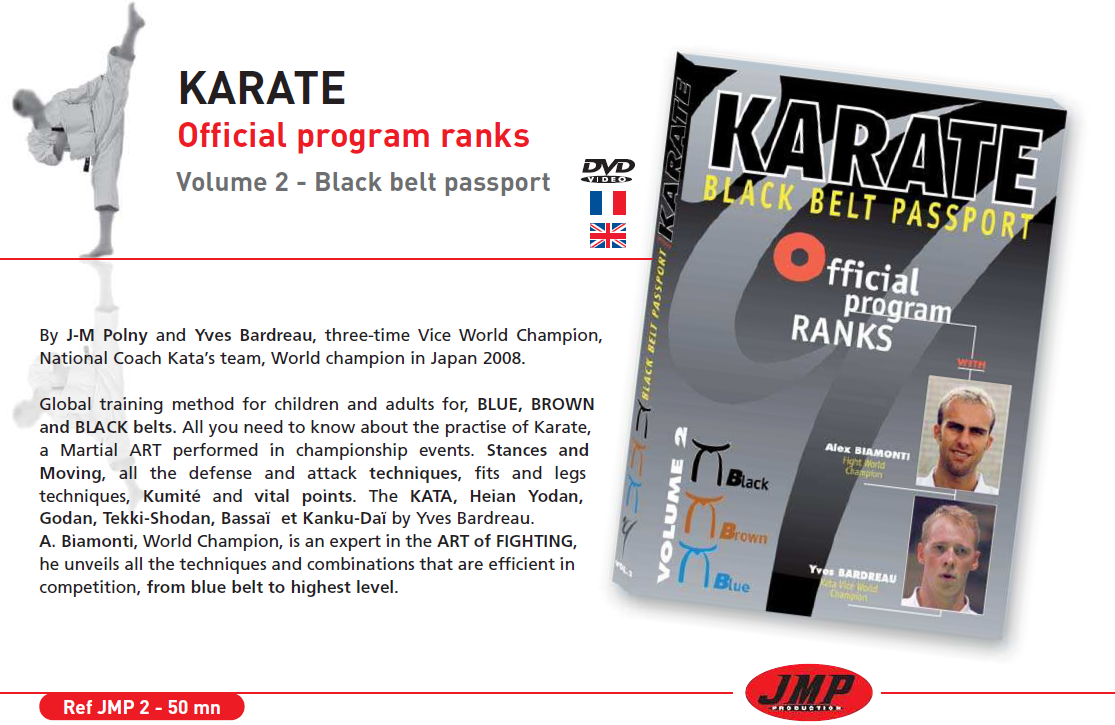 KARATE
Official program ranks
Volume 2 - Black belt passport
DVD
VIDEO
By J-M Polny and Yves Bardreau, three-time Vice World Champion,
National Coach Kata's team, World champion in Japan 2008.
Global training method for children and adults for, BLUE, BROWN
and BLACK belts. All you need to know about the practise of Karate,
a Martial ART performed in championship events. Stances and
Moving, all the defense and attack techniques, fits and legs
techniques, Kumité and vital points. The KATA, Heian Yodan,
Godan, Tekki-Shodan, Bassaï et Kanku-Daï by Yves Bardreau.
A. Biamonti, World Champion, is an expert in the ART of FIGHTING,
he unveils all the techniques and combinations that are efficient in
competition, from blue belt to highest level.
Ref JMP 2 - 50 mn
KARATE
BLACK BELT PASSPORT
Official
program
RANKS
WITH
Alex BIAMONTI
Fight World
Champion
Yves BARDREAU
Kata Vice World
Champion
VOLUME 2
Black
Brown
Blue
KARATE
BLACK BELT PASSPORT
VOL. 2
JMP
PRODUCTION